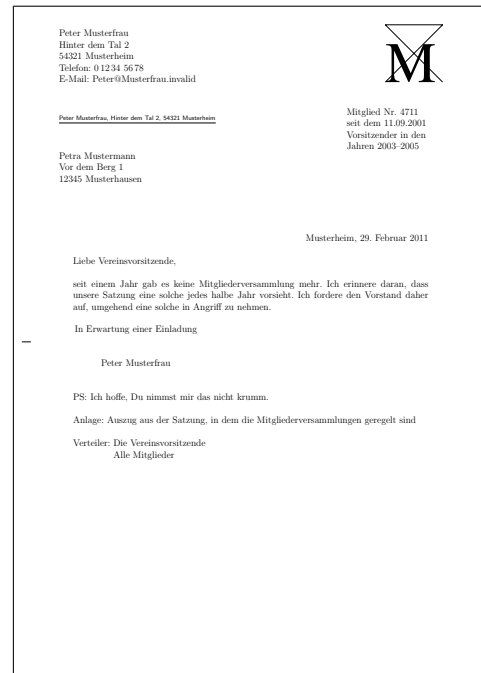 Peter Musterfrau
Hinter dem Tal 2
54321 Musterheim
Telefon: 0 12 34 56 78
E-Mail: Peter@Musterfrau.invalid
M
Peter Musterfrau, Hinter dem Tal 2, 54321 Musterheim
Mitglied Nr. 4711
seit dem 11.09.2001
Vorsitzender in den
Jahren 2003–2005
Petra Mustermann
Vor dem Berg 1
12345 Musterhausen
Musterheim, 29. Februar 2011
Liebe Vereinsvorsitzende,
seit einem Jahr gab es keine Mitgliederversammlung mehr. Ich erinnere daran, dass
unsere Satzung eine solche jedes halbe Jahr vorsieht. Ich fordere den Vorstand daher
auf, umgehend eine solche in Angriff zu nehmen.
In Erwartung einer Einladung
Peter Musterfrau
PS: Ich hoffe, Du nimmst mir das nicht krumm.
Anlage: Auszug aus der Satzung, in dem die Mitgliederversammlungen geregelt sind
Verteiler: Die Vereinsvorsitzende
Alle Mitglieder